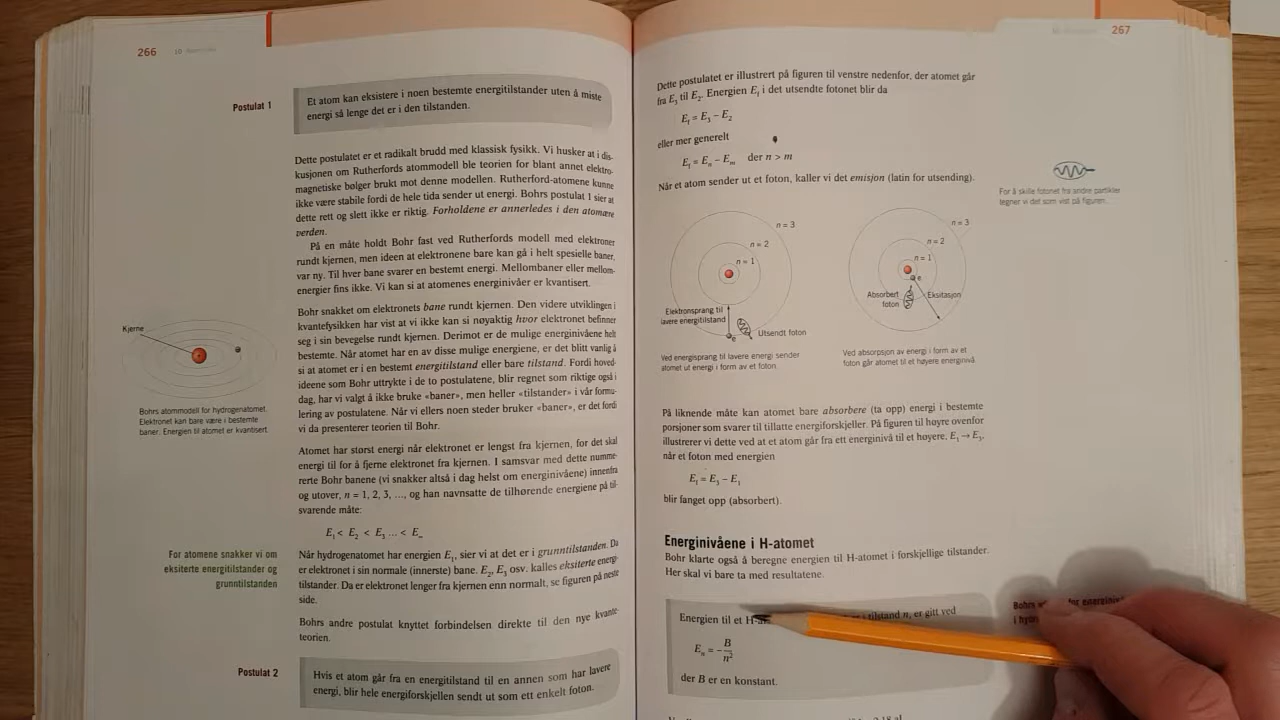 266
10
Postulat 1
Et atom kan eksistere i noen bestemte energitilstander uten å miste
energi så lenge det er i den tilstanden.
Dette postulatet er et radikalt brudd med klassisk fysikk. Vi husker at i dis-
kusjonen om Rutherfords atommodell ble teorien for blant annet elektro-
magnetiske bølger brukt mot denne modellen. Rutherford-atomene kunne
ikke være stabile fordi de hele tida sender ut energi. Bohrs postulat 1 sier at
dette rett og slett ikke er riktig. Forholdene er annerledes i den atomære
verden.
På en måte holdt Bohr fast ved Rutherfords modell med elektroner
rundt kjernen, men ideen at elektronene bare kan gå i helt spesielle baner,
var ny. Til hver bane svarer en bestemt energi. Mellombaner eller mellom-
energier fins ikke. Vi kan si at atomenes energinivåer er kvantisert.
Bohr snakket om elektronets bane rundt kjernen. Den videre utviklingen i
kvantefysikken har vist at vi ikke kan si nøyaktig hvor elektronet befinner
seg i sin bevegelse rundt kjernen. Derimot er de mulige energinivåene helt
bestemte. Når atomet har en av disse mulige energiene, er det blitt vanlig å
si at atomet er i en bestemt energitilstand eller bare tilstand. Fordi hoved-
ideene som Bohr uttrykte i de to postulatene, blir regnet som riktige også i
dag, har vi valgt å ikke bruke «baner», men heller «tilstander» i vår formu-
lering av postulatene. Når vi ellers noen steder bruker «baner», er det fordi
vi da presenterer teorien til Bohr.
Kjerne
Bohrs atommodell for hydrogenatomet.
Elektronet kan bare være i bestemte
baner. Energien til atomet er kvantisert
Atomet har størst energi når elektronet er lengst fra kjernen, for det skal
energi til for å fjerne elektronet fra kjernen. I samsvar med dette numme-
rerte Bohr banene (vi snakker altså i dag helst om energinivåene) innenfra
og utover, n = 1, 2, 3, ..., og han navnsatte de tilhørende energiene på til-
svarende måte:
E₁ < E₂ < E₃ ... < E∞
For atomene snakker vi om
eksiterte energitilstander og
grunntilstanden
Når hydrogenatomet har energien E₁, sier vi at det er i grunntilstanden. Da
er elektronet i sin normale (innerste) bane. E₂, E₃ osv. kalles eksiterte energi-
tilstander. Da er elektronet lenger fra kjernen enn normalt, se figuren på neste
side.
Bohrs andre postulat knyttet forbindelsen direkte til den nye kvante-
teorien.
Postulat 2
Hvis et atom går fra en energitilstand til en annen som har lavere
energi, blir hele energiforskjellen sendt ut som ett enkelt foton.
267
Dette postulatet er illustrert på figuren til venstre nedenfor, der atomet går
fra E₃ til E₂. Energien E_f i det utsendte fotonet blir da
E_f = E₃ − E₂
eller mer generelt
E_f = Eₙ − Eₘ der n > m
Når et atom sender ut et foton, kaller vi det emisjon (latin for utsending).
For å skille fotonet fra andre partikler
tegner vi det som vist på figuren.
n = 3
n = 2
n = 1
Elektronsprang til
lavere energitilstand
e
Utsendt foton
Ved energisprang til lavere energi sender
atomet ut energi i form av et foton.
n = 3
n = 2
n = 1
e
Absorbert
foton
Eksitasjon
Ved absorpsjon av energi i form av et
foton går atomet til et høyere energinivå.
På liknende måte kan atomet bare absorbere (ta opp) energi i bestemte
porsjoner som svarer til tillatte energiforskjeller. På figuren til høyre ovenfor
illustrerer vi dette ved at et atom går fra ett energinivå til et høyere, E₁ → E₃,
når et foton med energien
E_f = E₃ − E₁
blir fanget opp (absorbert).
Energinivåene i H-atomet
Bohr klarte også å beregne energien til H-atomet i forskjellige tilstander.
Her skal vi bare ta med resultatene.
Energien til et H- tilstand n, er gitt ved
Eₙ = − B/n²
der B er en konstant.
Bohrs for energini
i